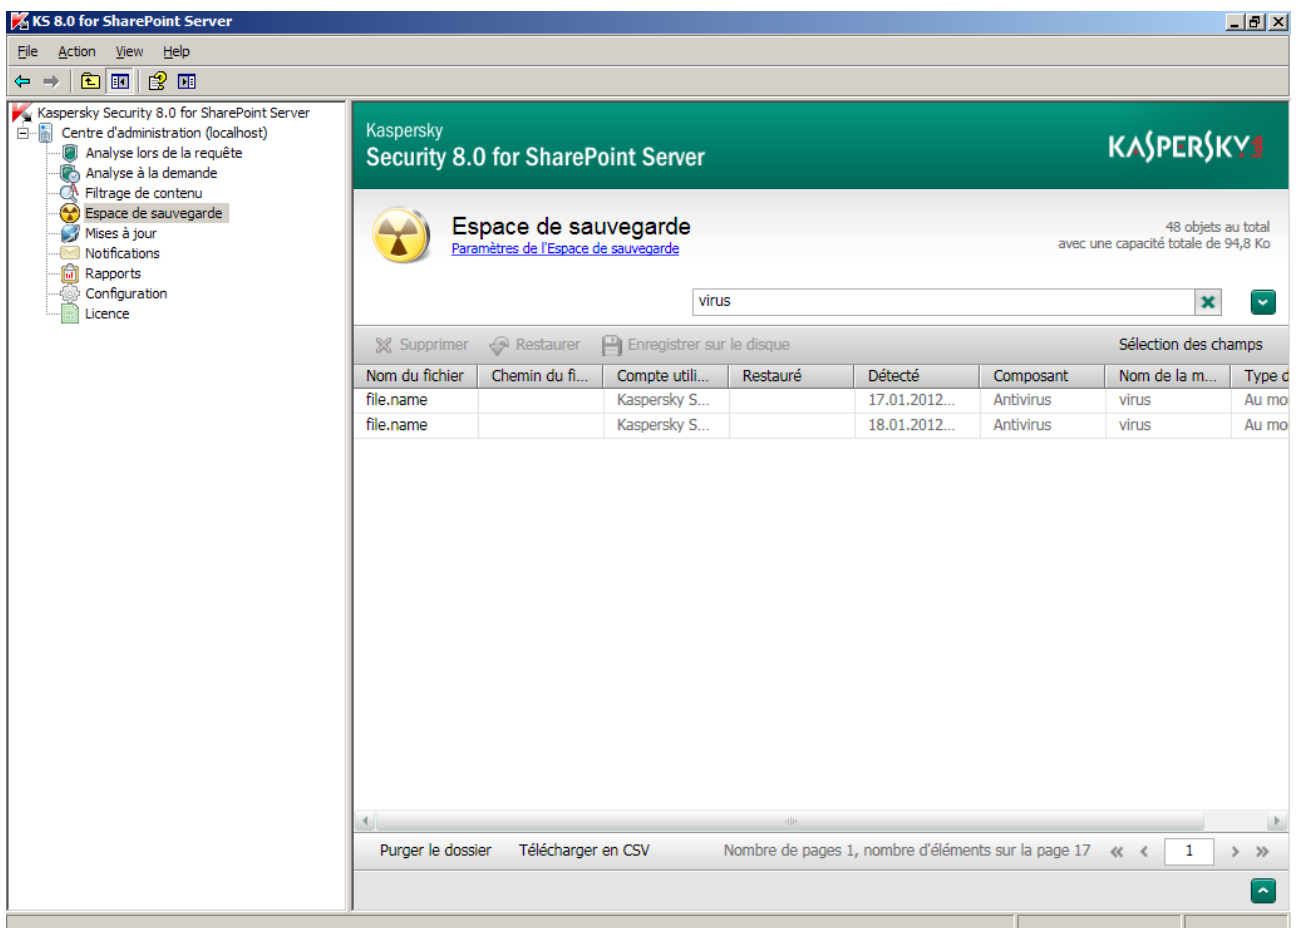 KS 8.0 for SharePoint Server
File Action View Help
Kaspersky Security 8.0 for SharePoint Server
Centre d'administration (localhost)
Analyse lors de la requête
Analyse à la demande
Filtrage de contenu
Espace de sauvegarde
Mises à jour
Notifications
Rapports
Configuration
Licence
Kaspersky
Security 8.0 for SharePoint Server
KASPERSKY lab
Espace de sauvegarde
Paramètres de l'Espace de sauvegarde
48 objets au total
avec une capacité totale de 94,8 Ko
virus
Supprimer Restaurer Enregistrer sur le disque Sélection des champs
Nom du fichier Chemin du fi... Compte utili... Restauré Détecté Composant Nom de la m... Type d
file.name Kaspersky S... 17.01.2012... Antivirus virus Au mo
file.name Kaspersky S... 18.01.2012... Antivirus virus Au mo
Purger le dossier Télécharger en CSV Nombre de pages 1, nombre d'éléments sur la page 17 « < 1 > »